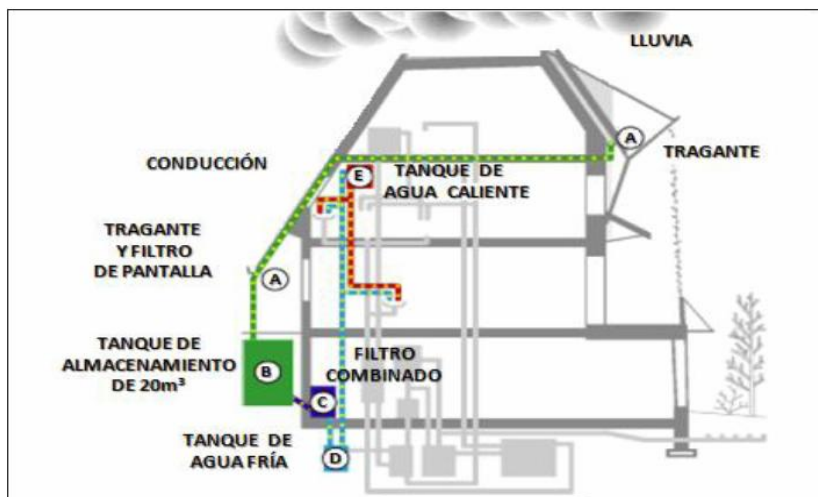 LLUVIA
A
TRAGANTE
CONDUCCIÓN
E
TANQUE DE
AGUA CALIENTE
TRAGANTE
Y FILTRO
DE PANTALLA
A
TANQUE DE
ALMACENAMIENTO
DE 20m³
B
FILTRO
COMBINADO
C
TANQUE DE
AGUA FRÍA
D